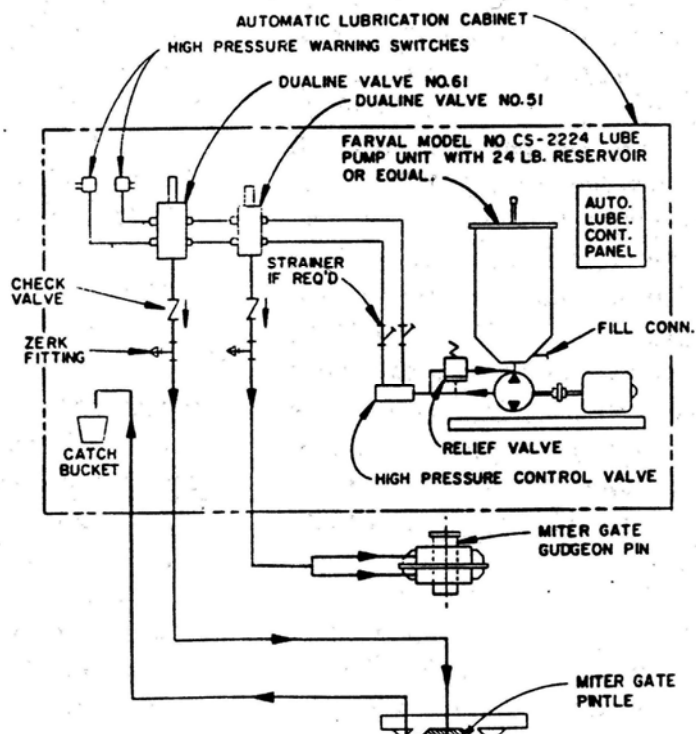 AUTOMATIC LUBRICATION CABINET
HIGH PRESSURE WARNING SWITCHES
DUALINE VALVE NO.61
DUALINE VALVE NO.51
FARVAL MODEL NO CS-2224 LUBE
PUMP UNIT WITH 24 LB. RESERVOIR
OR EQUAL.
AUTO.
LUBE.
CONT.
PANEL
STRAINER
IF REQ'D
CHECK
VALVE
ZERK
FITTING
FILL CONN.
CATCH
BUCKET
RELIEF VALVE
HIGH PRESSURE CONTROL VALVE
MITER GATE
GUDGEON PIN
MITER GATE
PINTLE